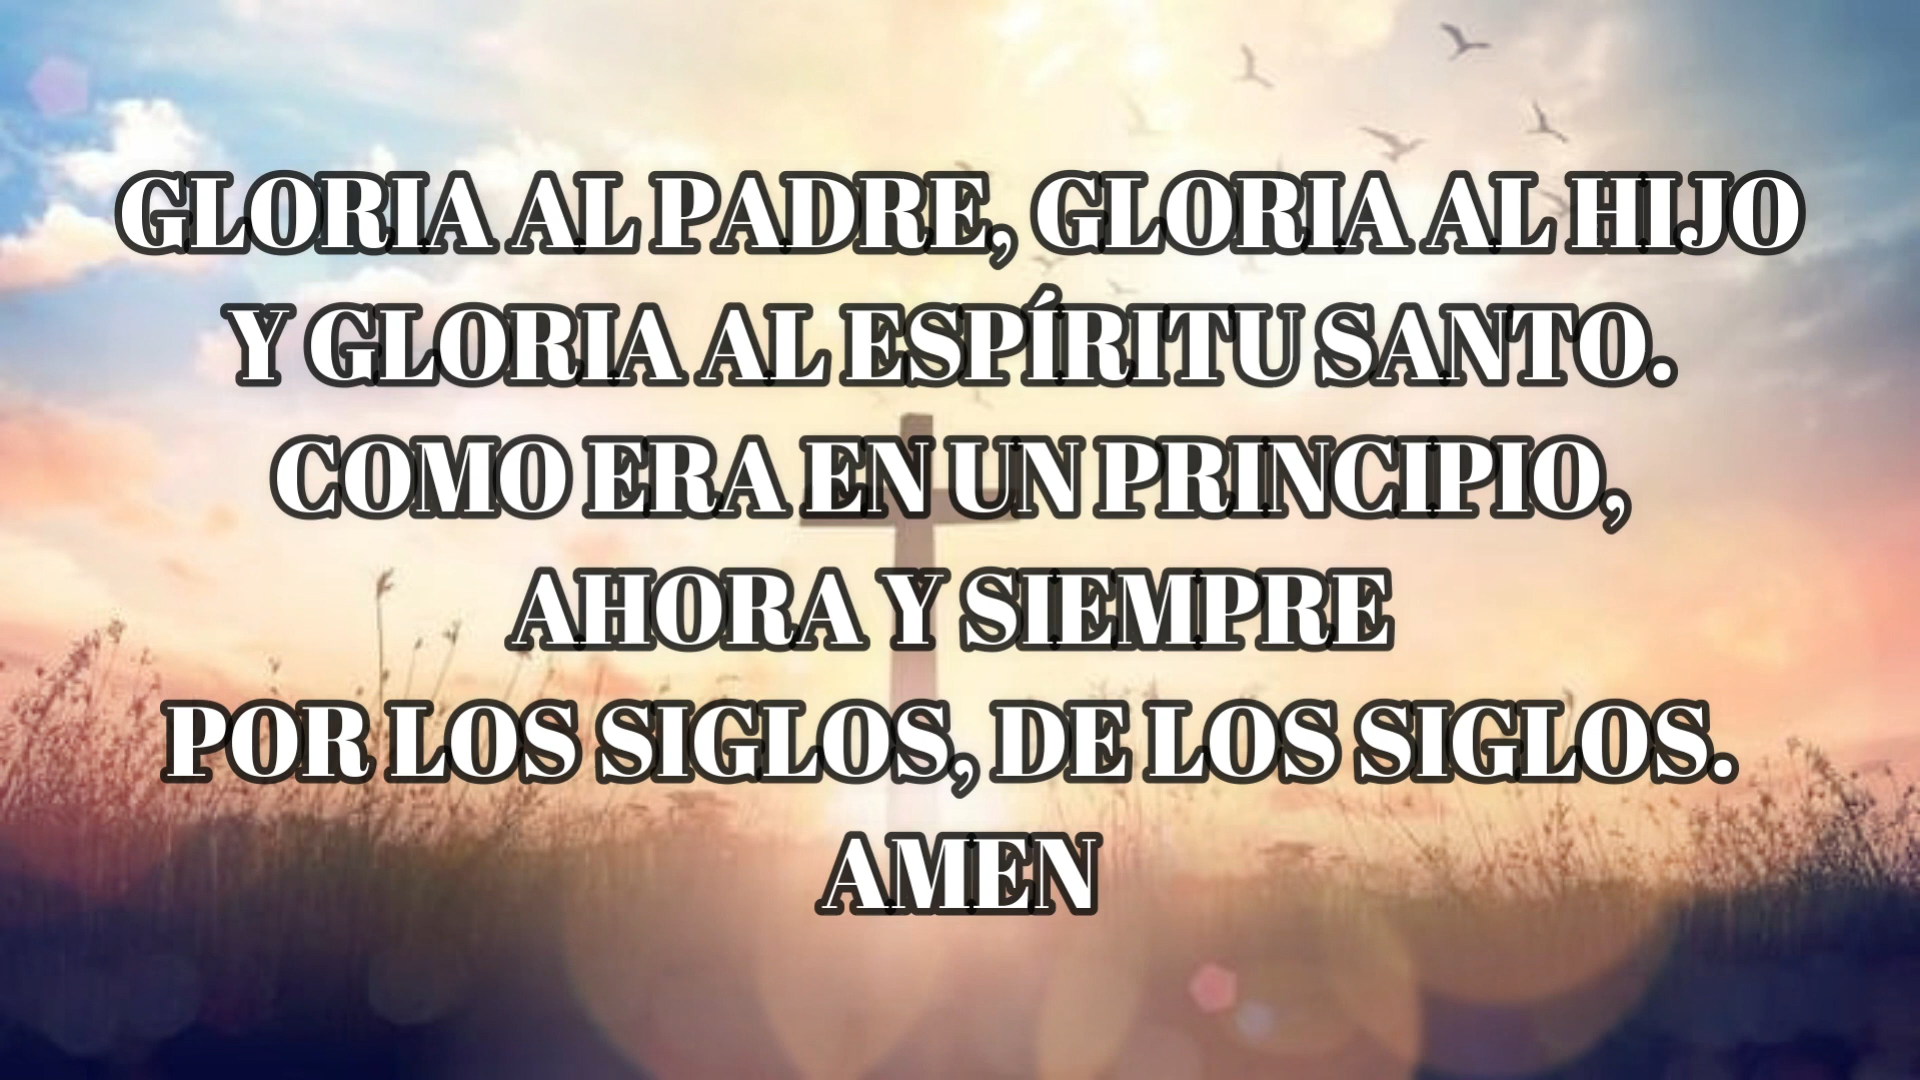 GLORIA AL PADRE, GLORIA AL HIJO
Y GLORIA AL ESPÍRITU SANTO.
COMO ERA EN UN PRINCIPIO,
AHORA Y SIEMPRE
POR LOS SIGLOS, DE LOS SIGLOS.
AMEN